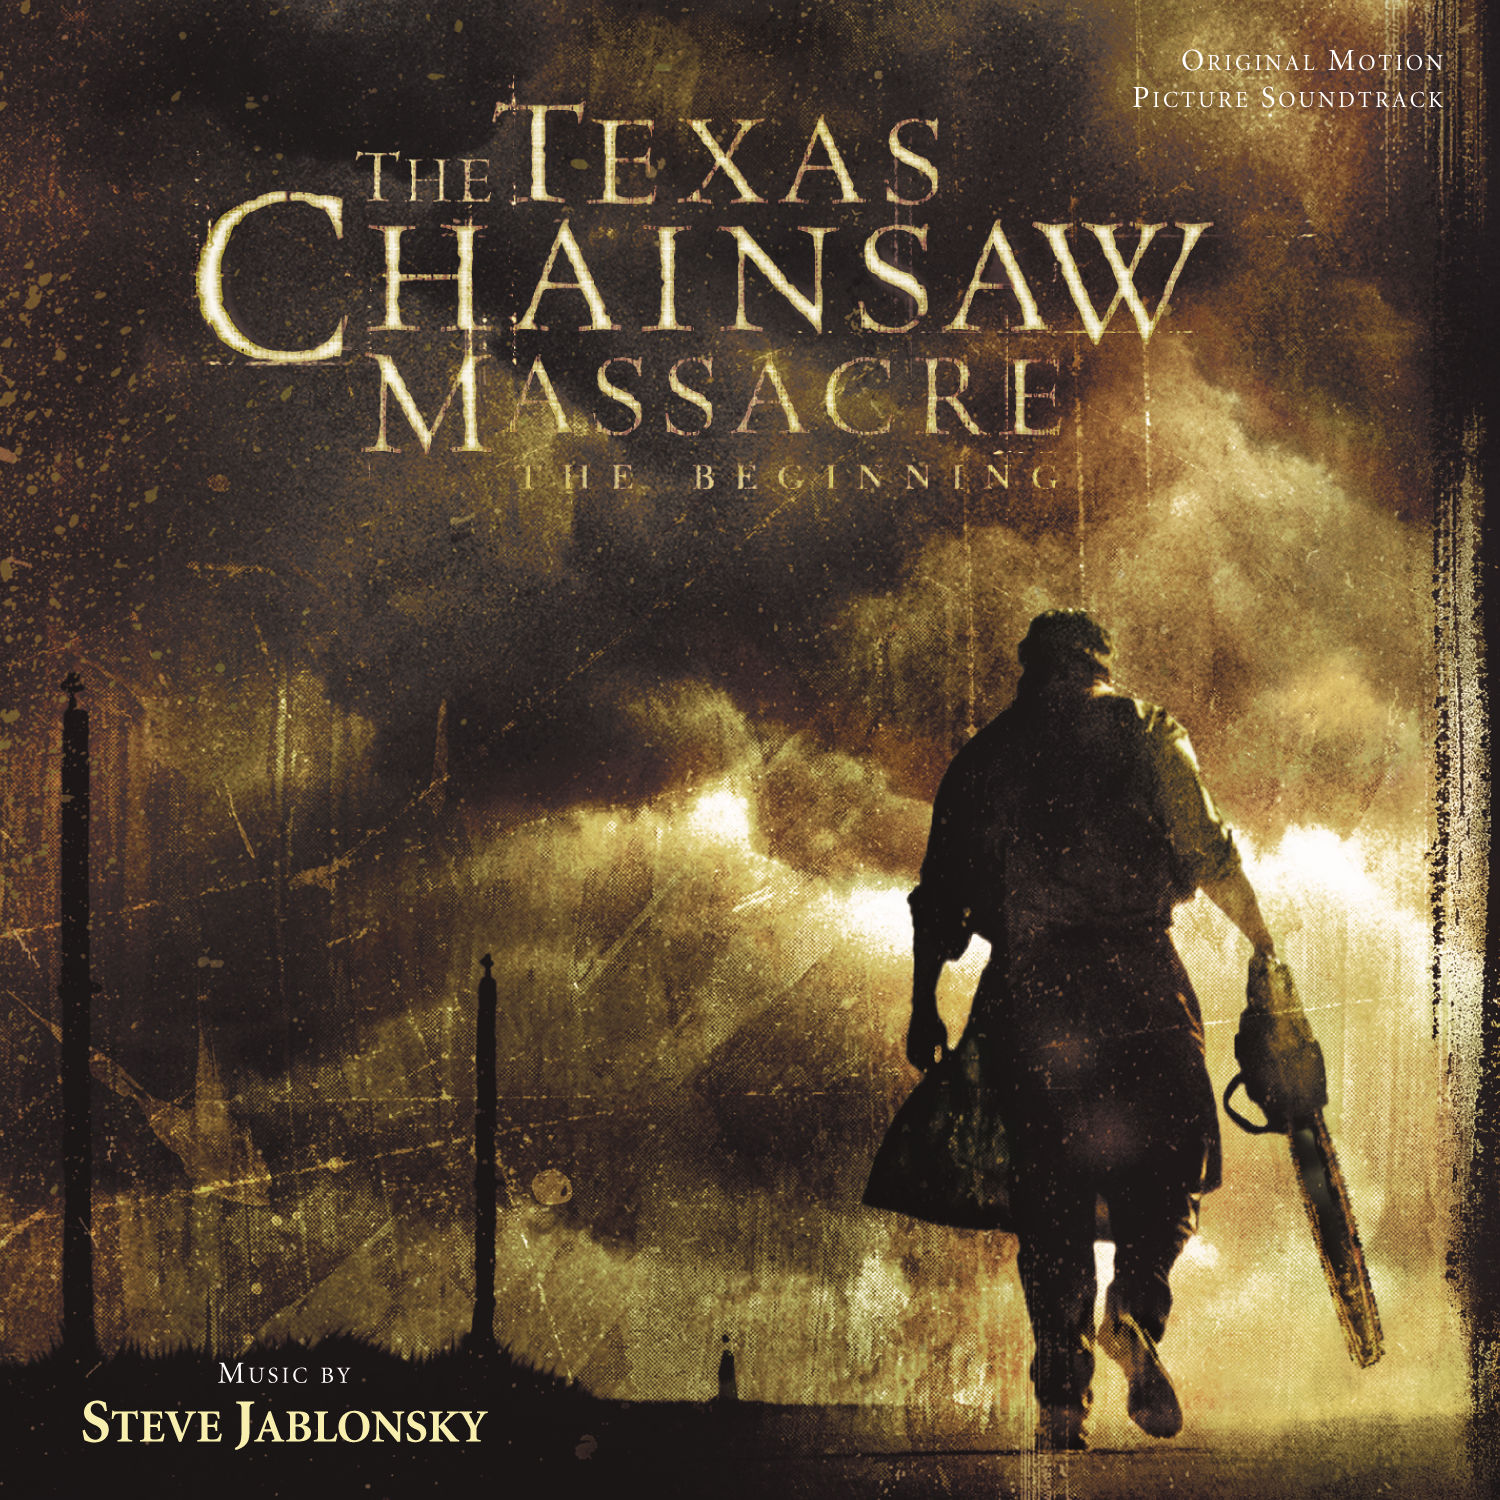 Original Motion
Picture Soundtrack
The Texas
Chainsaw
Massacre
The Beginning
Music by
Steve Jablonsky